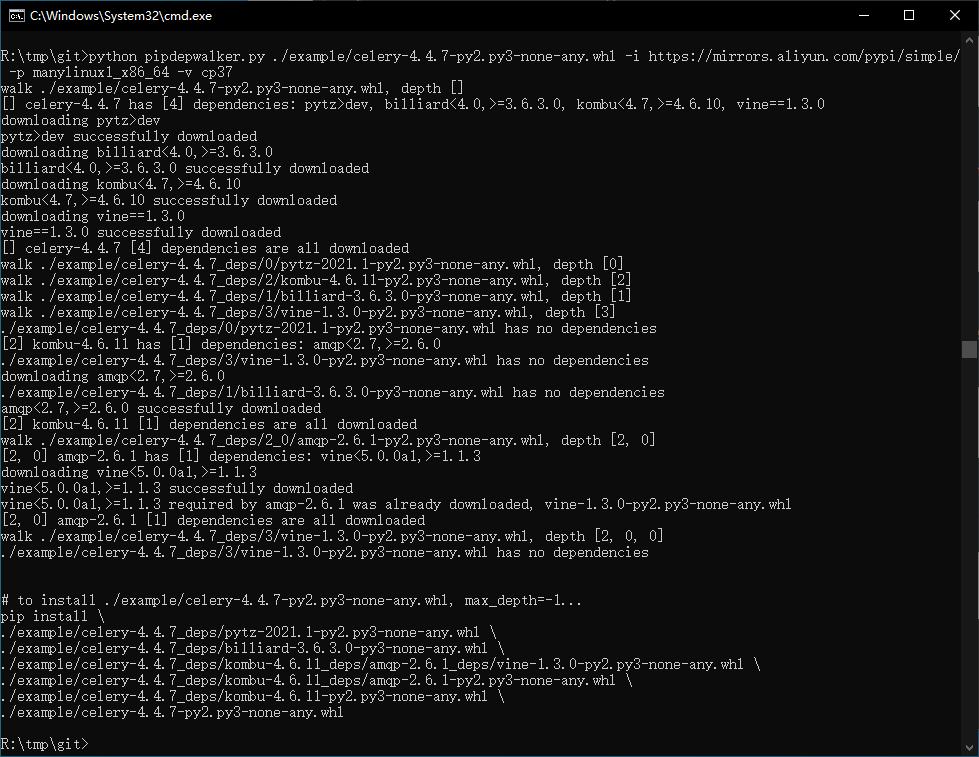 C:\Windows\System32\cmd.exe
R:\tmp\git>python pipdepwalker.py ./example/celery-4.4.7-py2.py3-none-any.whl -i https://mirrors.aliyun.com/pypi/simple/
 -p manylinux1_x86_64 -v cp37
walk ./example/celery-4.4.7-py2.py3-none-any.whl, depth []
[] celery-4.4.7 has [4] dependencies: pytz>dev, billiard<4.0,>=3.6.3.0, kombu<4.7,>=4.6.10, vine==1.3.0
downloading pytz>dev
pytz>dev successfully downloaded
downloading billiard<4.0,>=3.6.3.0
billiard<4.0,>=3.6.3.0 successfully downloaded
downloading kombu<4.7,>=4.6.10
kombu<4.7,>=4.6.10 successfully downloaded
downloading vine==1.3.0
vine==1.3.0 successfully downloaded
[] celery-4.4.7 [4] dependencies are all downloaded
walk ./example/celery-4.4.7_deps/0/pytz-2021.1-py2.py3-none-any.whl, depth [0]
walk ./example/celery-4.4.7_deps/2/kombu-4.6.11-py2.py3-none-any.whl, depth [2]
walk ./example/celery-4.4.7_deps/1/billiard-3.6.3.0-py3-none-any.whl, depth [1]
walk ./example/celery-4.4.7_deps/3/vine-1.3.0-py2.py3-none-any.whl, depth [3]
./example/celery-4.4.7_deps/0/pytz-2021.1-py2.py3-none-any.whl has no dependencies
[2] kombu-4.6.11 has [1] dependencies: amqp<2.7,>=2.6.0
./example/celery-4.4.7_deps/3/vine-1.3.0-py2.py3-none-any.whl has no dependencies
downloading amqp<2.7,>=2.6.0
./example/celery-4.4.7_deps/1/billiard-3.6.3.0-py3-none-any.whl has no dependencies
amqp<2.7,>=2.6.0 successfully downloaded
[2] kombu-4.6.11 [1] dependencies are all downloaded
walk ./example/celery-4.4.7_deps/2_0/amqp-2.6.1-py2.py3-none-any.whl, depth [2, 0]
[2, 0] amqp-2.6.1 has [1] dependencies: vine<5.0.0a1,>=1.1.3
downloading vine<5.0.0a1,>=1.1.3
vine<5.0.0a1,>=1.1.3 successfully downloaded
vine<5.0.0a1,>=1.1.3 required by amqp-2.6.1 was already downloaded, vine-1.3.0-py2.py3-none-any.whl
[2, 0] amqp-2.6.1 [1] dependencies are all downloaded
walk ./example/celery-4.4.7_deps/3/vine-1.3.0-py2.py3-none-any.whl, depth [2, 0, 0]
./example/celery-4.4.7_deps/3/vine-1.3.0-py2.py3-none-any.whl has no dependencies
# to install ./example/celery-4.4.7-py2.py3-none-any.whl, max_depth=-1...
pip install \
./example/celery-4.4.7_deps/pytz-2021.1-py2.py3-none-any.whl \
./example/celery-4.4.7_deps/billiard-3.6.3.0-py3-none-any.whl \
./example/celery-4.4.7_deps/kombu-4.6.11_deps/amqp-2.6.1_deps/vine-1.3.0-py2.py3-none-any.whl \
./example/celery-4.4.7_deps/kombu-4.6.11_deps/amqp-2.6.1-py2.py3-none-any.whl \
./example/celery-4.4.7_deps/kombu-4.6.11-py2.py3-none-any.whl \
./example/celery-4.4.7-py2.py3-none-any.whl
R:\tmp\git>